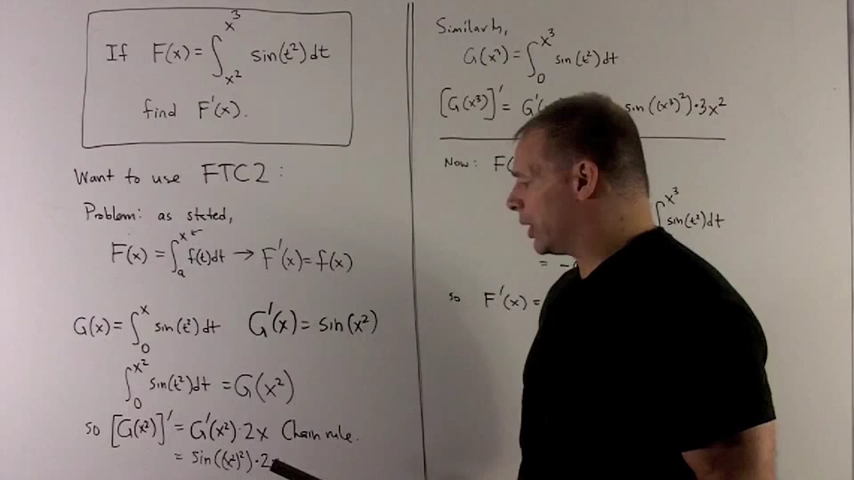 If F(x) = ∫_{x²}^{x³} sin(t²) dt
find F'(x).
Want to use FTC2:
Problem: as stated,
F(x) = ∫_a^x f(t)dt → F'(x) = f(x)
G(x) = ∫_0^x sin(t²) dt G'(x) = sin(x²)
∫_0^{x²} sin(t²)dt = G(x²)
so [G(x²)]' = G'(x²)·2x Chain rule.
= sin((x²)²)·2
Similarly,
G(x³) = ∫_0^{x³} sin(t²)dt
[G(x³)]' = G' sin((x³)²)·3x²
Now: F(
∫^{x³} sin(t²)dt
= -
so F'(x) =